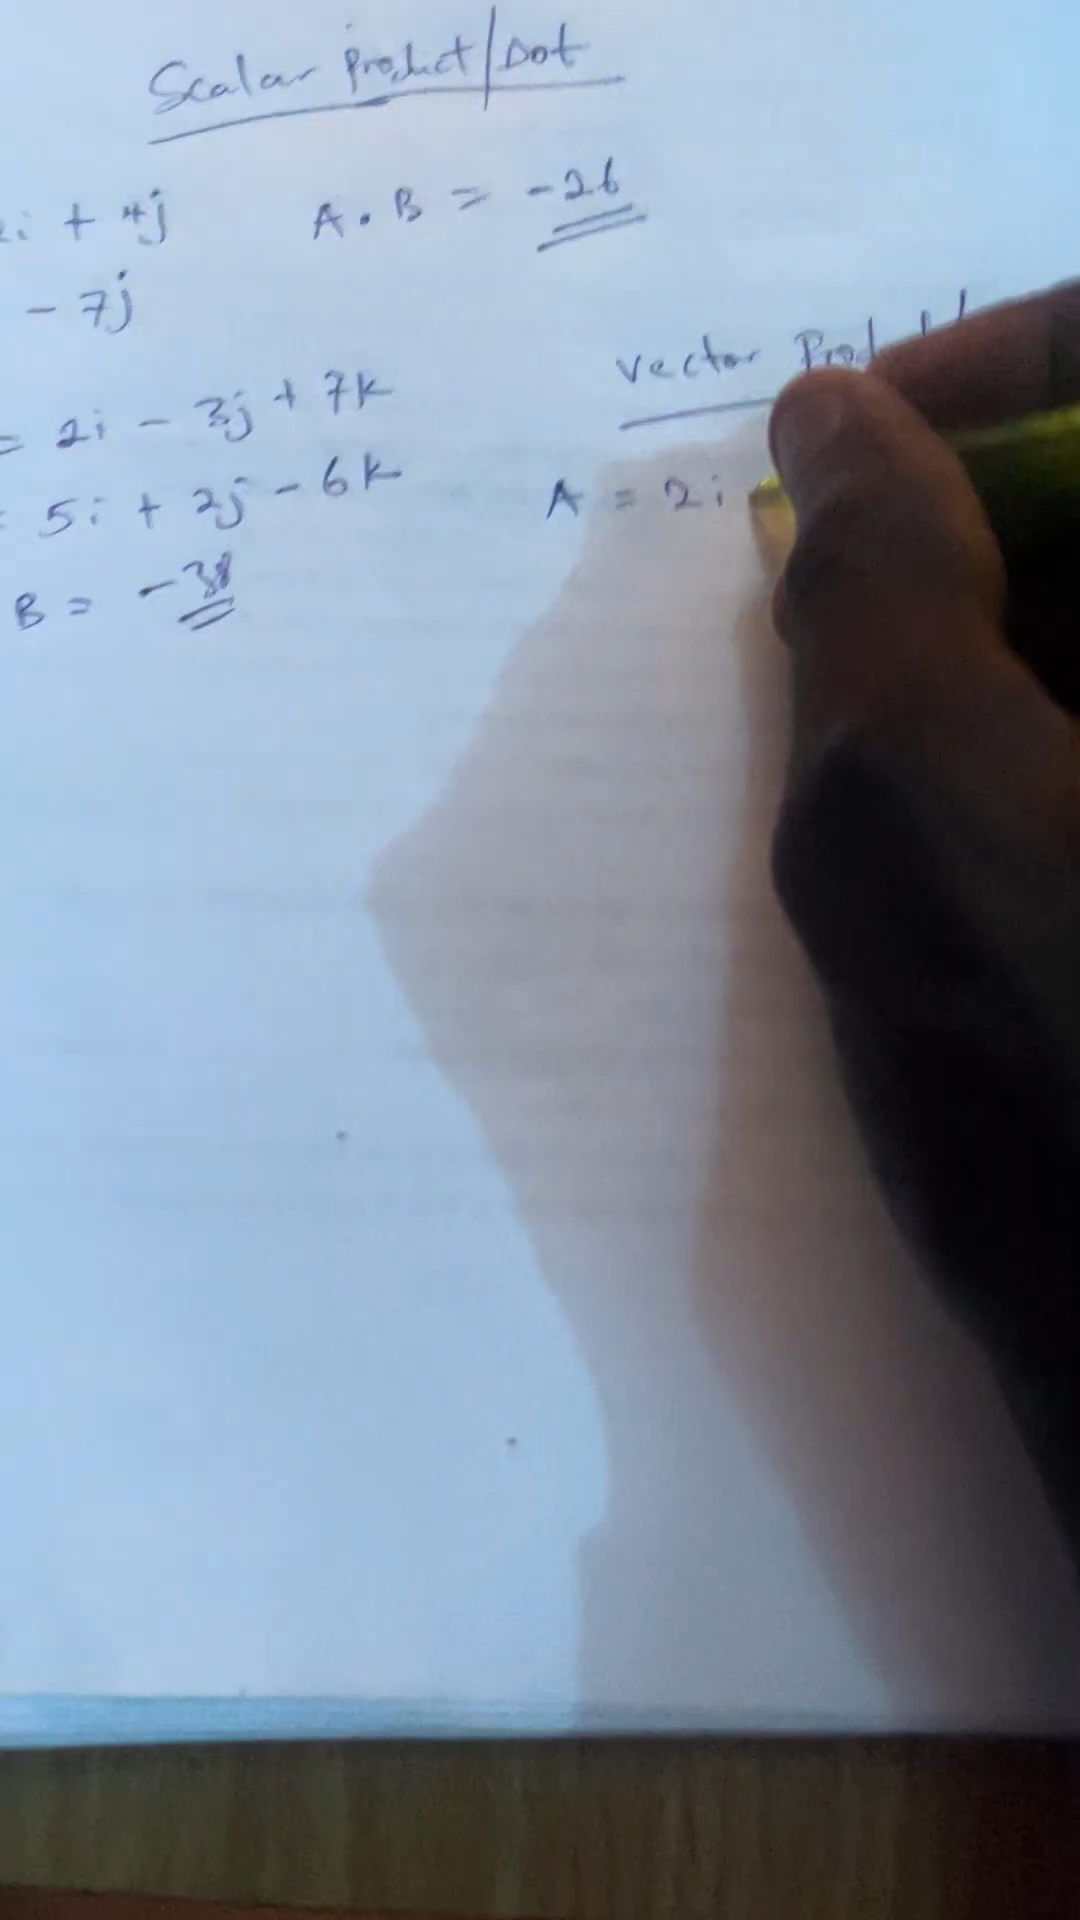 Scalar Product/Dot
i + 4j
A . B = -26
- 7j
vector
= 2i - 3j + 7k
= 5i + 2j - 6k
A = 2i
B = -38